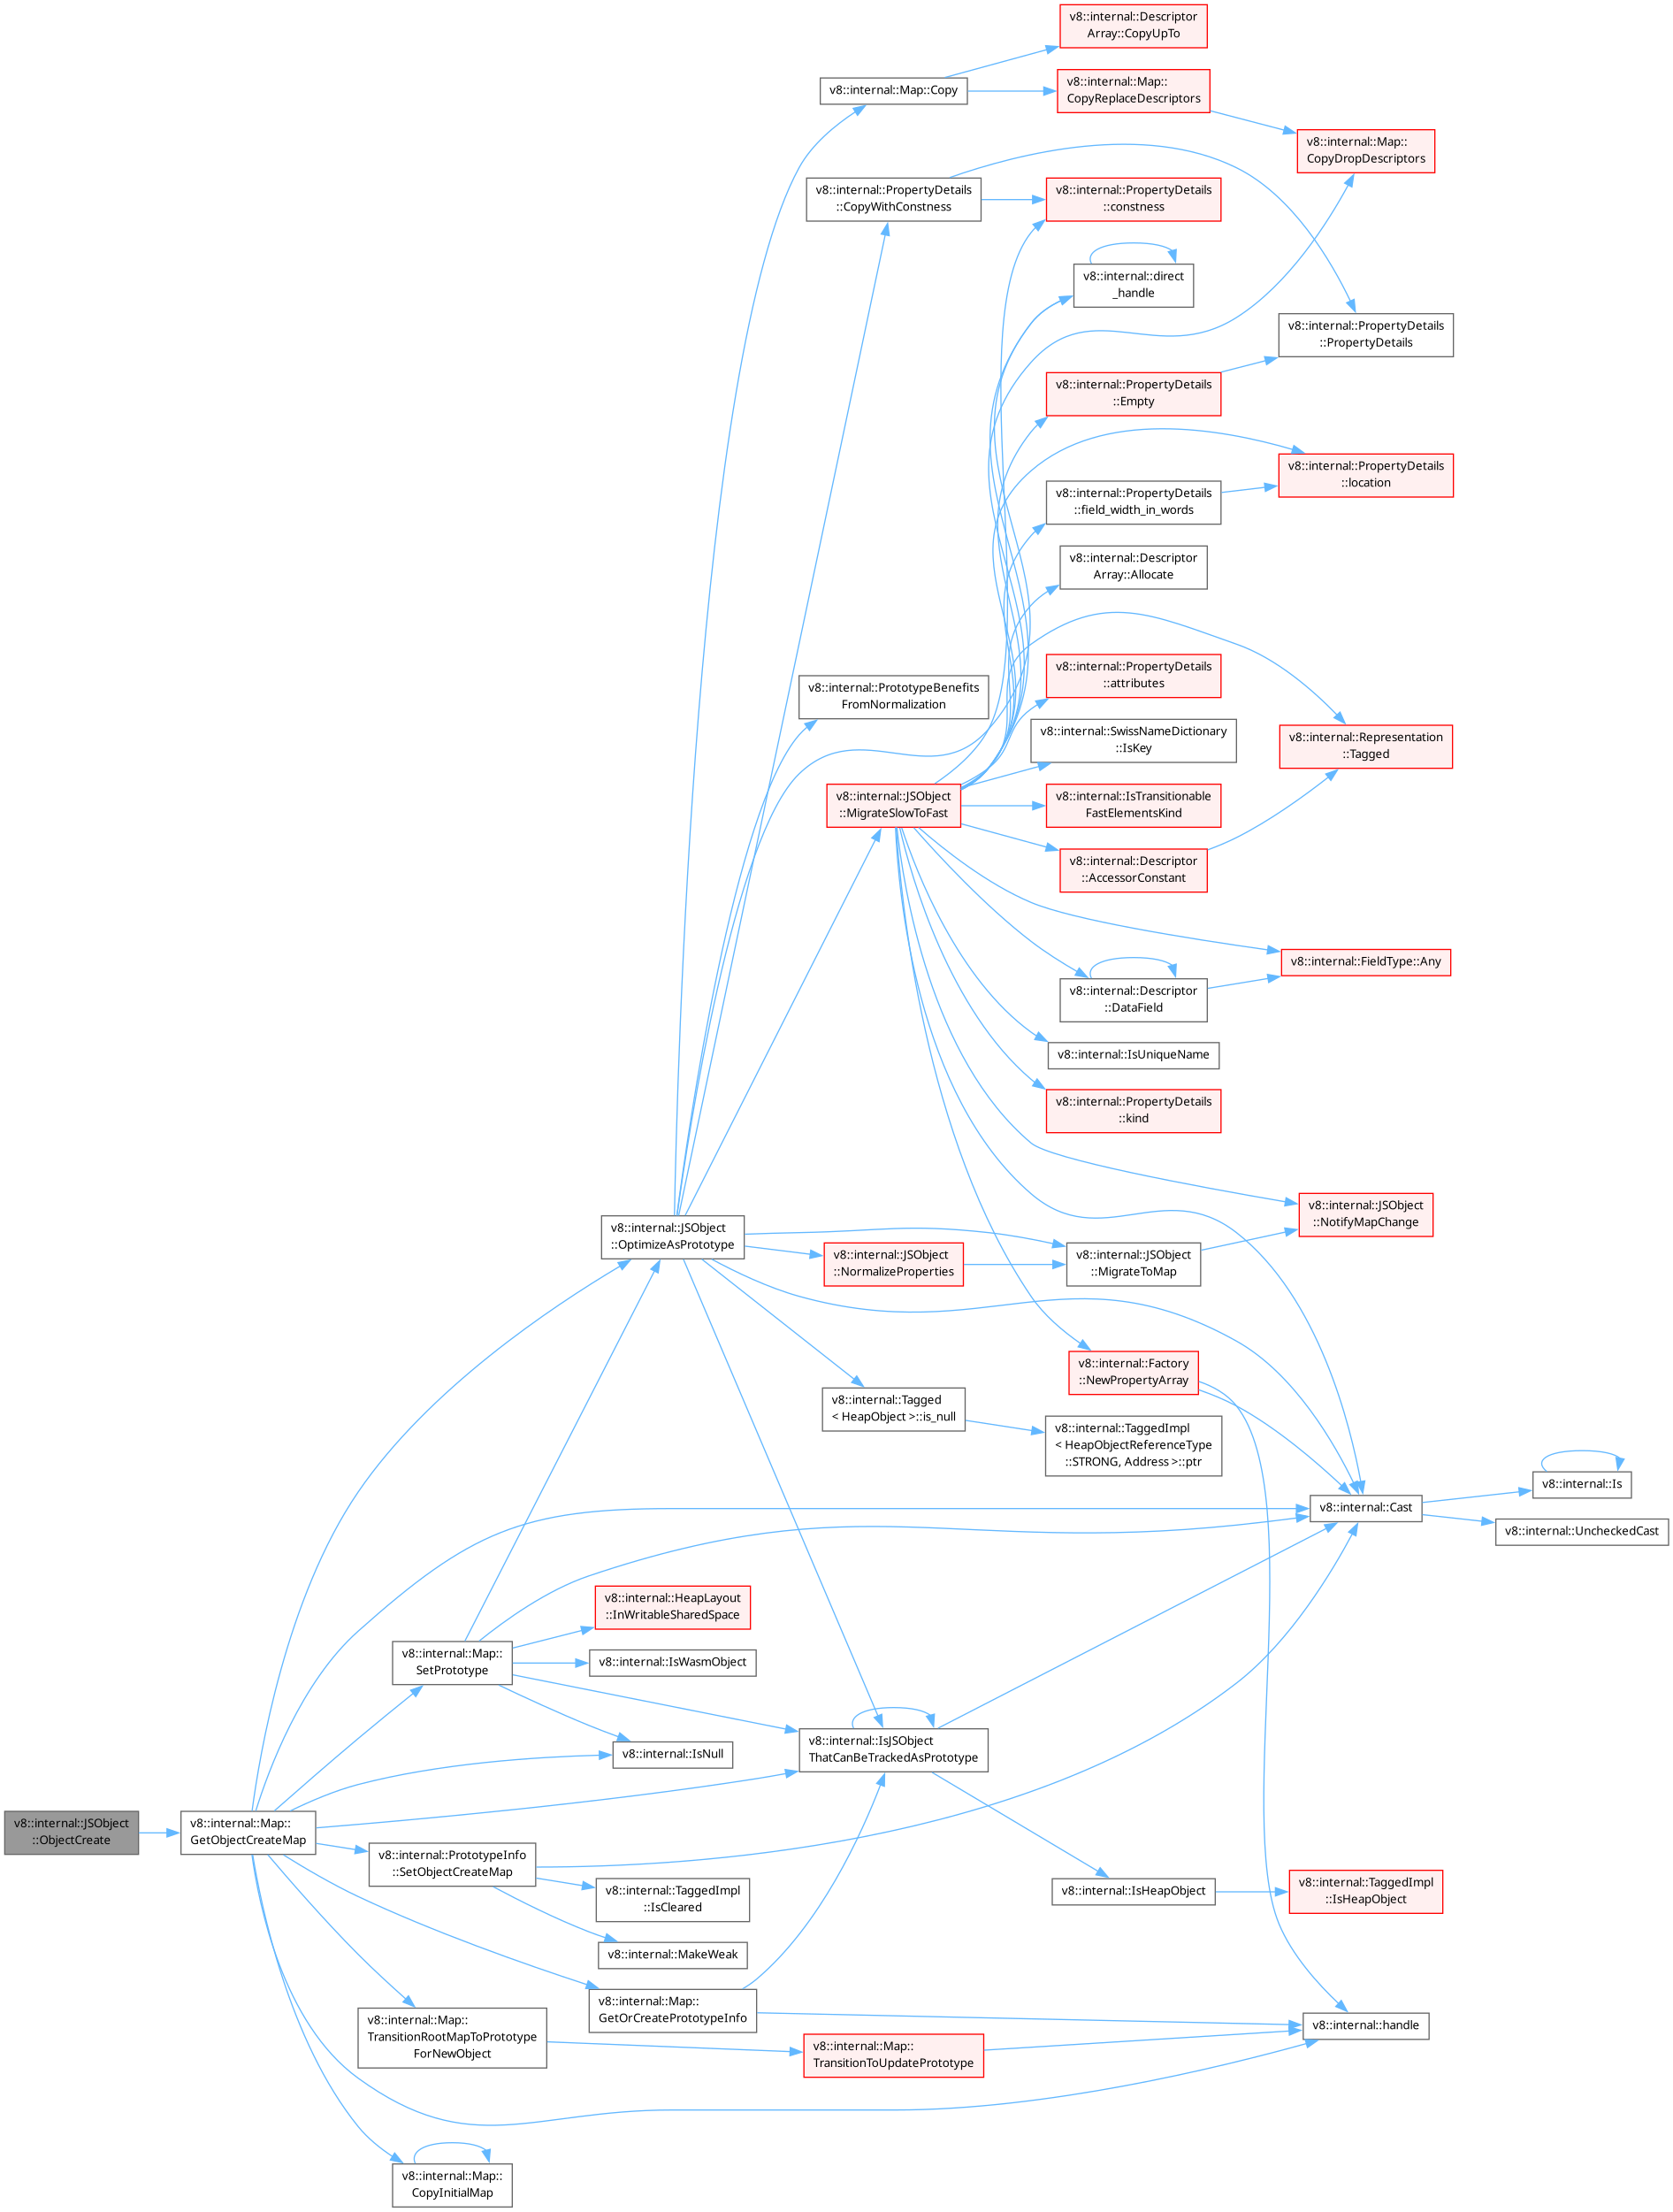 v8::internal::Descriptor
Array::CopyUpTo
v8::internal::Map::Copy
v8::internal::Map::
CopyReplaceDescriptors
v8::internal::Map::
CopyDropDescriptors
v8::internal::PropertyDetails
::CopyWithConstness
v8::internal::PropertyDetails
::constness
v8::internal::direct
_handle
v8::internal::PropertyDetails
::PropertyDetails
v8::internal::PropertyDetails
::Empty
v8::internal::PropertyDetails
::location
v8::internal::PropertyDetails
::field_width_in_words
v8::internal::Descriptor
Array::Allocate
v8::internal::PrototypeBenefits
FromNormalization
v8::internal::PropertyDetails
::attributes
v8::internal::SwissNameDictionary
::IsKey
v8::internal::Representation
::Tagged
v8::internal::JSObject
::MigrateSlowToFast
v8::internal::IsTransitionable
FastElementsKind
v8::internal::Descriptor
::AccessorConstant
v8::internal::FieldType::Any
v8::internal::Descriptor
::DataField
v8::internal::IsUniqueName
v8::internal::PropertyDetails
::kind
v8::internal::JSObject
::NotifyMapChange
v8::internal::JSObject
::OptimizeAsPrototype
v8::internal::JSObject
::NormalizeProperties
v8::internal::JSObject
::MigrateToMap
v8::internal::Factory
::NewPropertyArray
v8::internal::Tagged
< HeapObject >::is_null
v8::internal::TaggedImpl
< HeapObjectReferenceType
::STRONG, Address >::ptr
v8::internal::Is
v8::internal::Cast
v8::internal::UncheckedCast
v8::internal::HeapLayout
::InWritableSharedSpace
v8::internal::Map::
SetPrototype
v8::internal::IsWasmObject
v8::internal::IsNull
v8::internal::IsJSObject
ThatCanBeTrackedAsPrototype
v8::internal::JSObject
::ObjectCreate
v8::internal::Map::
GetObjectCreateMap
v8::internal::PrototypeInfo
::SetObjectCreateMap
v8::internal::TaggedImpl
::IsCleared
v8::internal::IsHeapObject
v8::internal::TaggedImpl
::IsHeapObject
v8::internal::MakeWeak
v8::internal::Map::
GetOrCreatePrototypeInfo
v8::internal::Map::
TransitionRootMapToPrototype
ForNewObject
v8::internal::Map::
TransitionToUpdatePrototype
v8::internal::handle
v8::internal::Map::
CopyInitialMap